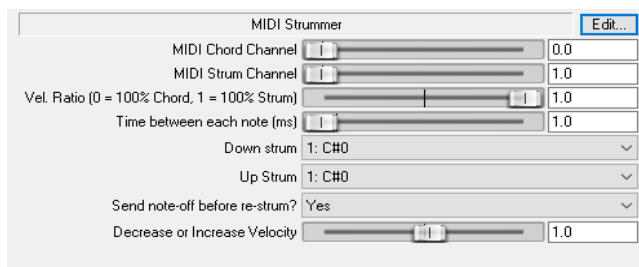 MIDI Strummer Edit...
MIDI Chord Channel 0.0
MIDI Strum Channel 1.0
Vel. Ratio (0 = 100% Chord, 1 = 100% Strum) 1.0
Time between each note (ms) 1.0
Down strum 1: C#0
Up Strum 1: C#0
Send note-off before re-strum? Yes
Decrease or Increase Velocity 1.0